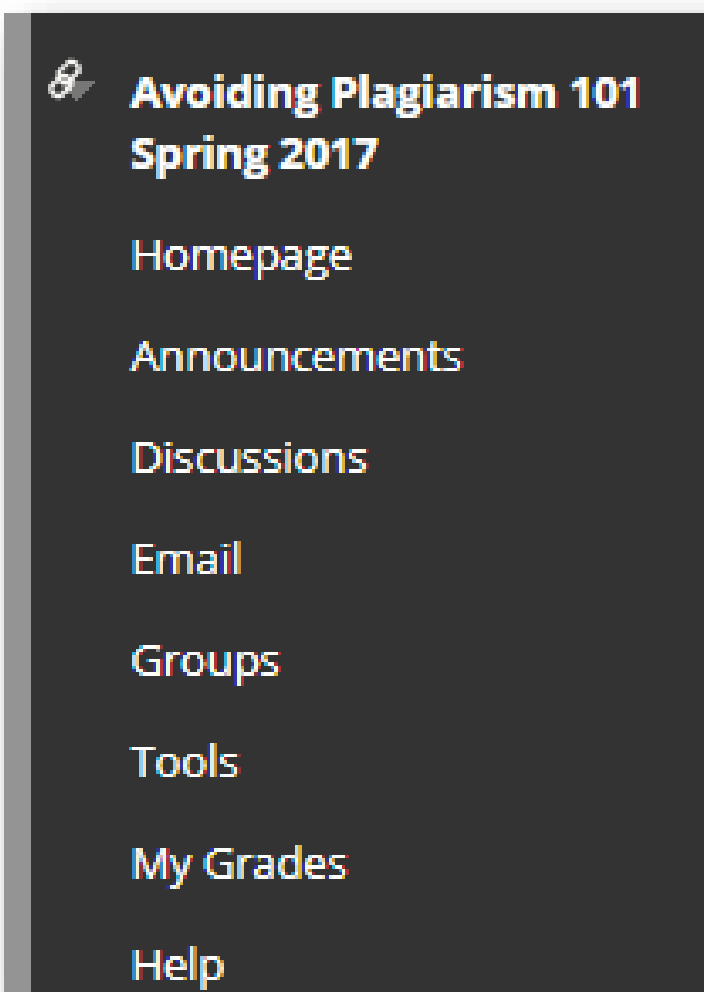 Avoiding Plagiarism 101
Spring 2017
Homepage
Announcements
Discussions
Email
Groups
Tools
My Grades
Help